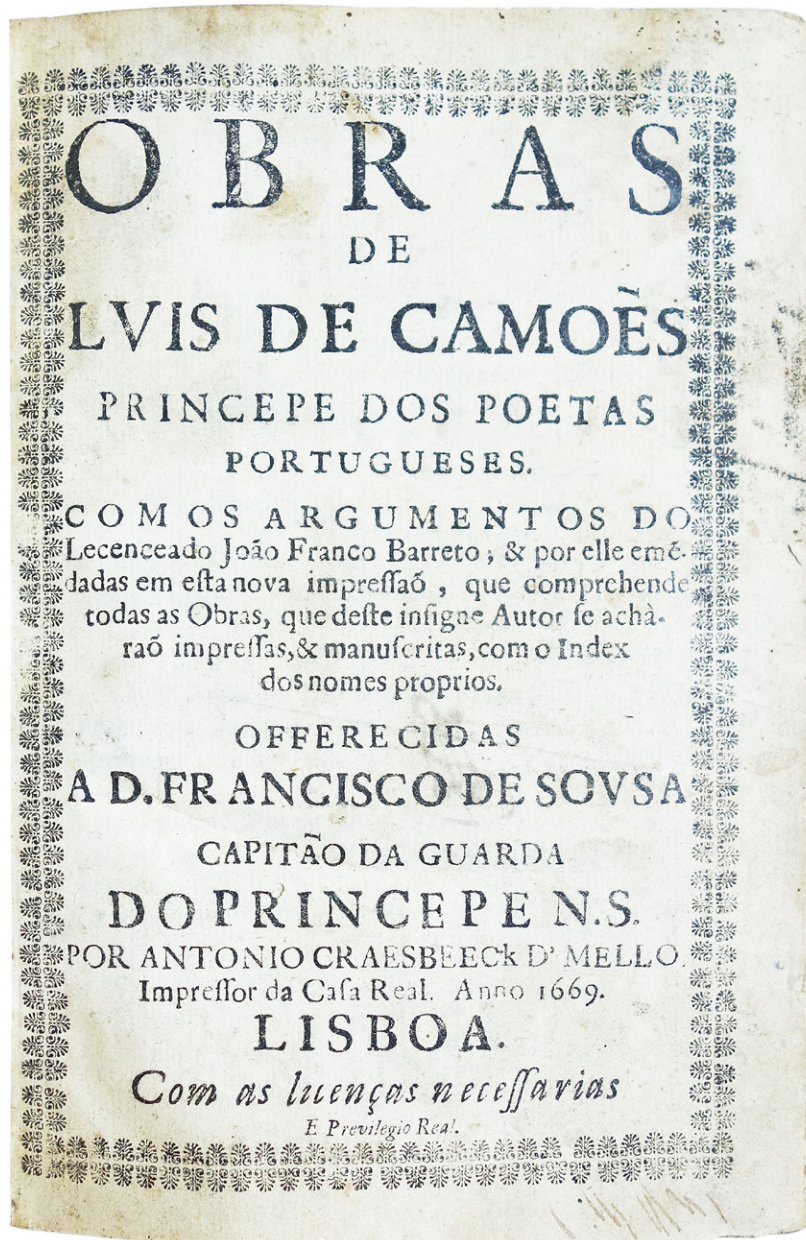 OBRAS
DE
LVIS DE CAMOẼS
PRINCEPE DOS POETAS
PORTUGUESES.
COM OS ARGUMENTOS DO
Lecenceado João Franco Barreto; & por elle emẽ-
dadas em eſta nova impreſſaõ, que comprehende
todas as Obras, que deſte inſigne Autor ſe achà-
raõ impreſſas, & manuſcritas, com o Index
dos nomes proprios.
OFFERECIDAS
A D. FRANCISCO DE SOVSA
CAPITÃO DA GUARDA
DO PRINCEPE N.S.
POR ANTONIO CRAESBEECk D' MELLO.
Impreſſor da Caſa Real. Anno 1669.
LISBOA.
Com as licenças neceſſarias
E Previlegio Real.